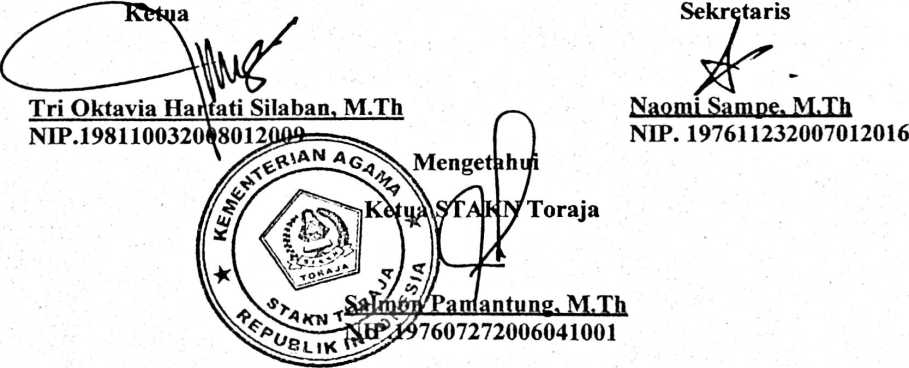 Ketua
Sekretaris
Tri Oktavia Hartati Silaban, M.Th
NIP.198110032008012009
Naomi Sampe, M.Th
NIP. 197611232007012016
Mengetahui
Ketua STAKN Toraja
Salmon Pamantung, M.Th
NIP.197607272006041001
KEMENTERIAN AGAMA
REPUBLIK INDONESIA
STAKN TORAJA
TORAJA